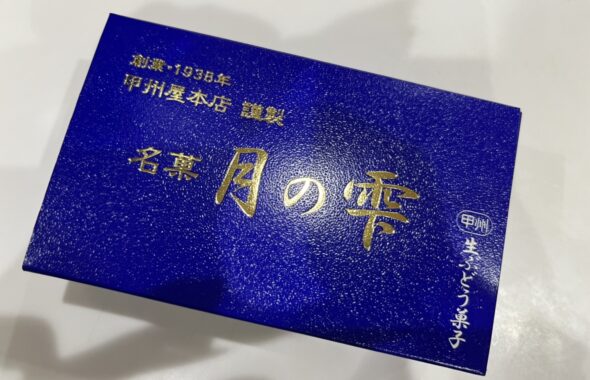 創業・1938年
甲州屋本店 謹製
名菓 月の雫
甲州
生ぶどう菓子